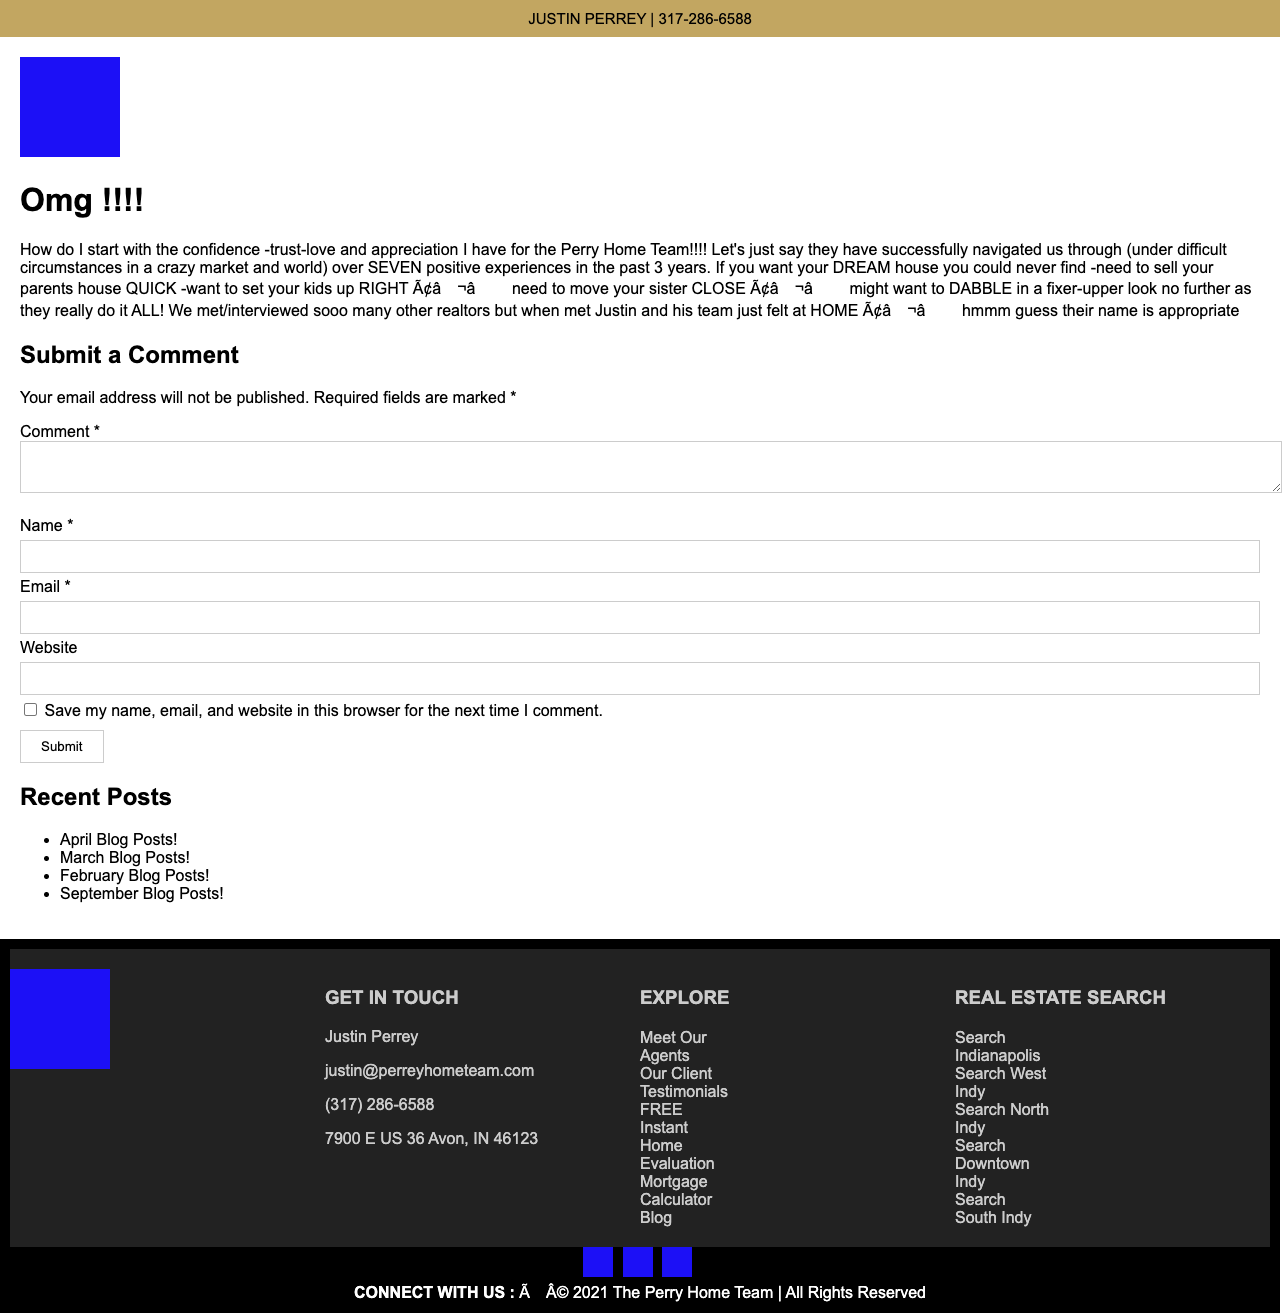 JUSTIN PERREY | 317-286-6588
Omg !!!!
How do I start with the confidence -trust-love and appreciation I have for the Perry Home Team!!!! Let's just say they have successfully navigated us through (under difficult
circumstances in a crazy market and world) over SEVEN positive experiences in the past 3 years. If you want your DREAM house you could never find -need to sell your
parents house QUICK -want to set your kids up RIGHT Ã¢â ¬â need to move your sister CLOSE Ã¢â ¬â might want to DABBLE in a fixer-upper look no further as
they really do it ALL! We met/interviewed sooo many other realtors but when met Justin and his team just felt at HOME Ã¢â ¬â hmmm guess their name is appropriate
Submit a Comment
Your email address will not be published. Required fields are marked *
Comment *
Name *
Email *
Website
Save my name, email, and website in this browser for the next time I comment.
Submit
Recent Posts
• April Blog Posts!
• March Blog Posts!
• February Blog Posts!
• September Blog Posts!
GET IN TOUCH
Justin Perrey
justin@perreyhometeam.com
(317) 286-6588
7900 E US 36 Avon, IN 46123
EXPLORE
Meet Our
Agents
Our Client
Testimonials
FREE
Instant
Home
Evaluation
Mortgage
Calculator
Blog
REAL ESTATE SEARCH
Search
Indianapolis
Search West
Indy
Search North
Indy
Search
Downtown
Indy
Search
South Indy
CONNECT WITH US : Ã Â© 2021 The Perry Home Team | All Rights Reserved